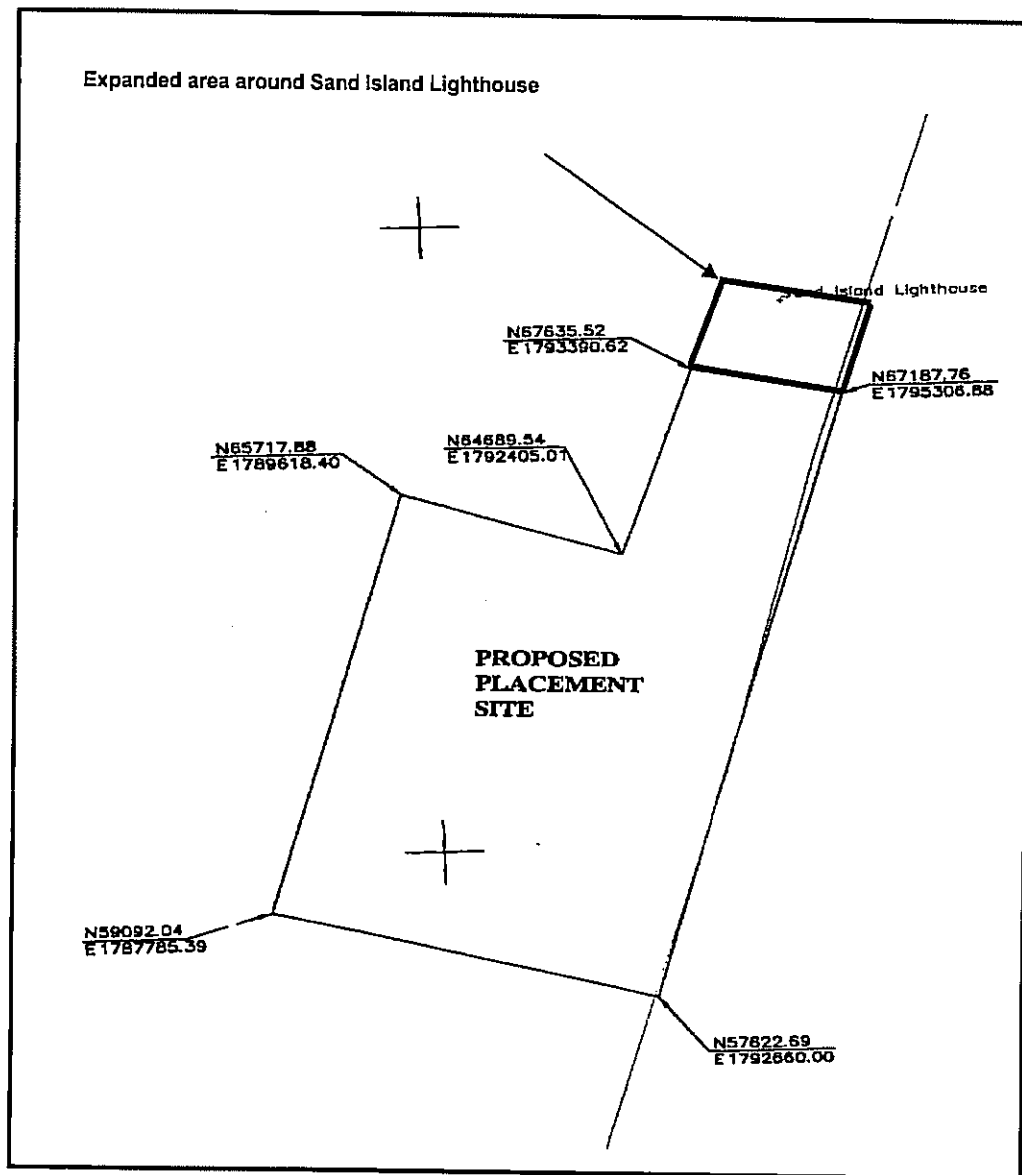 Expanded area around Sand Island Lighthouse
Island Lighthouse
N67635.52
E1793390.62
N67187.76
E1795306.88
N65717.88
E1789618.40
N64689.54
E1792405.01
PROPOSED
PLACEMENT
SITE
N59092.04
E1787785.39
N57822.69
E1792860.00